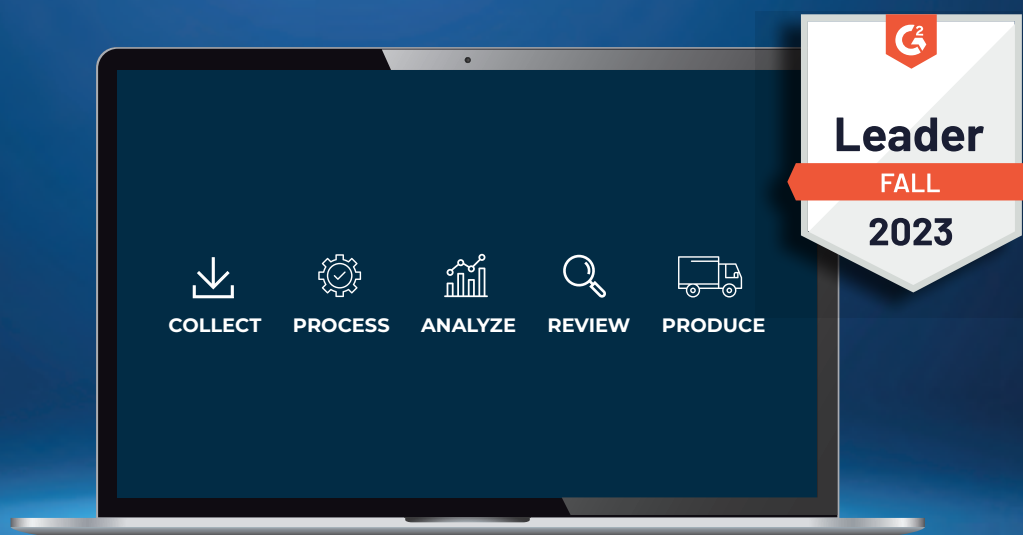 G2
Leader
FALL
2023
COLLECT PROCESS ANALYZE REVIEW PRODUCE